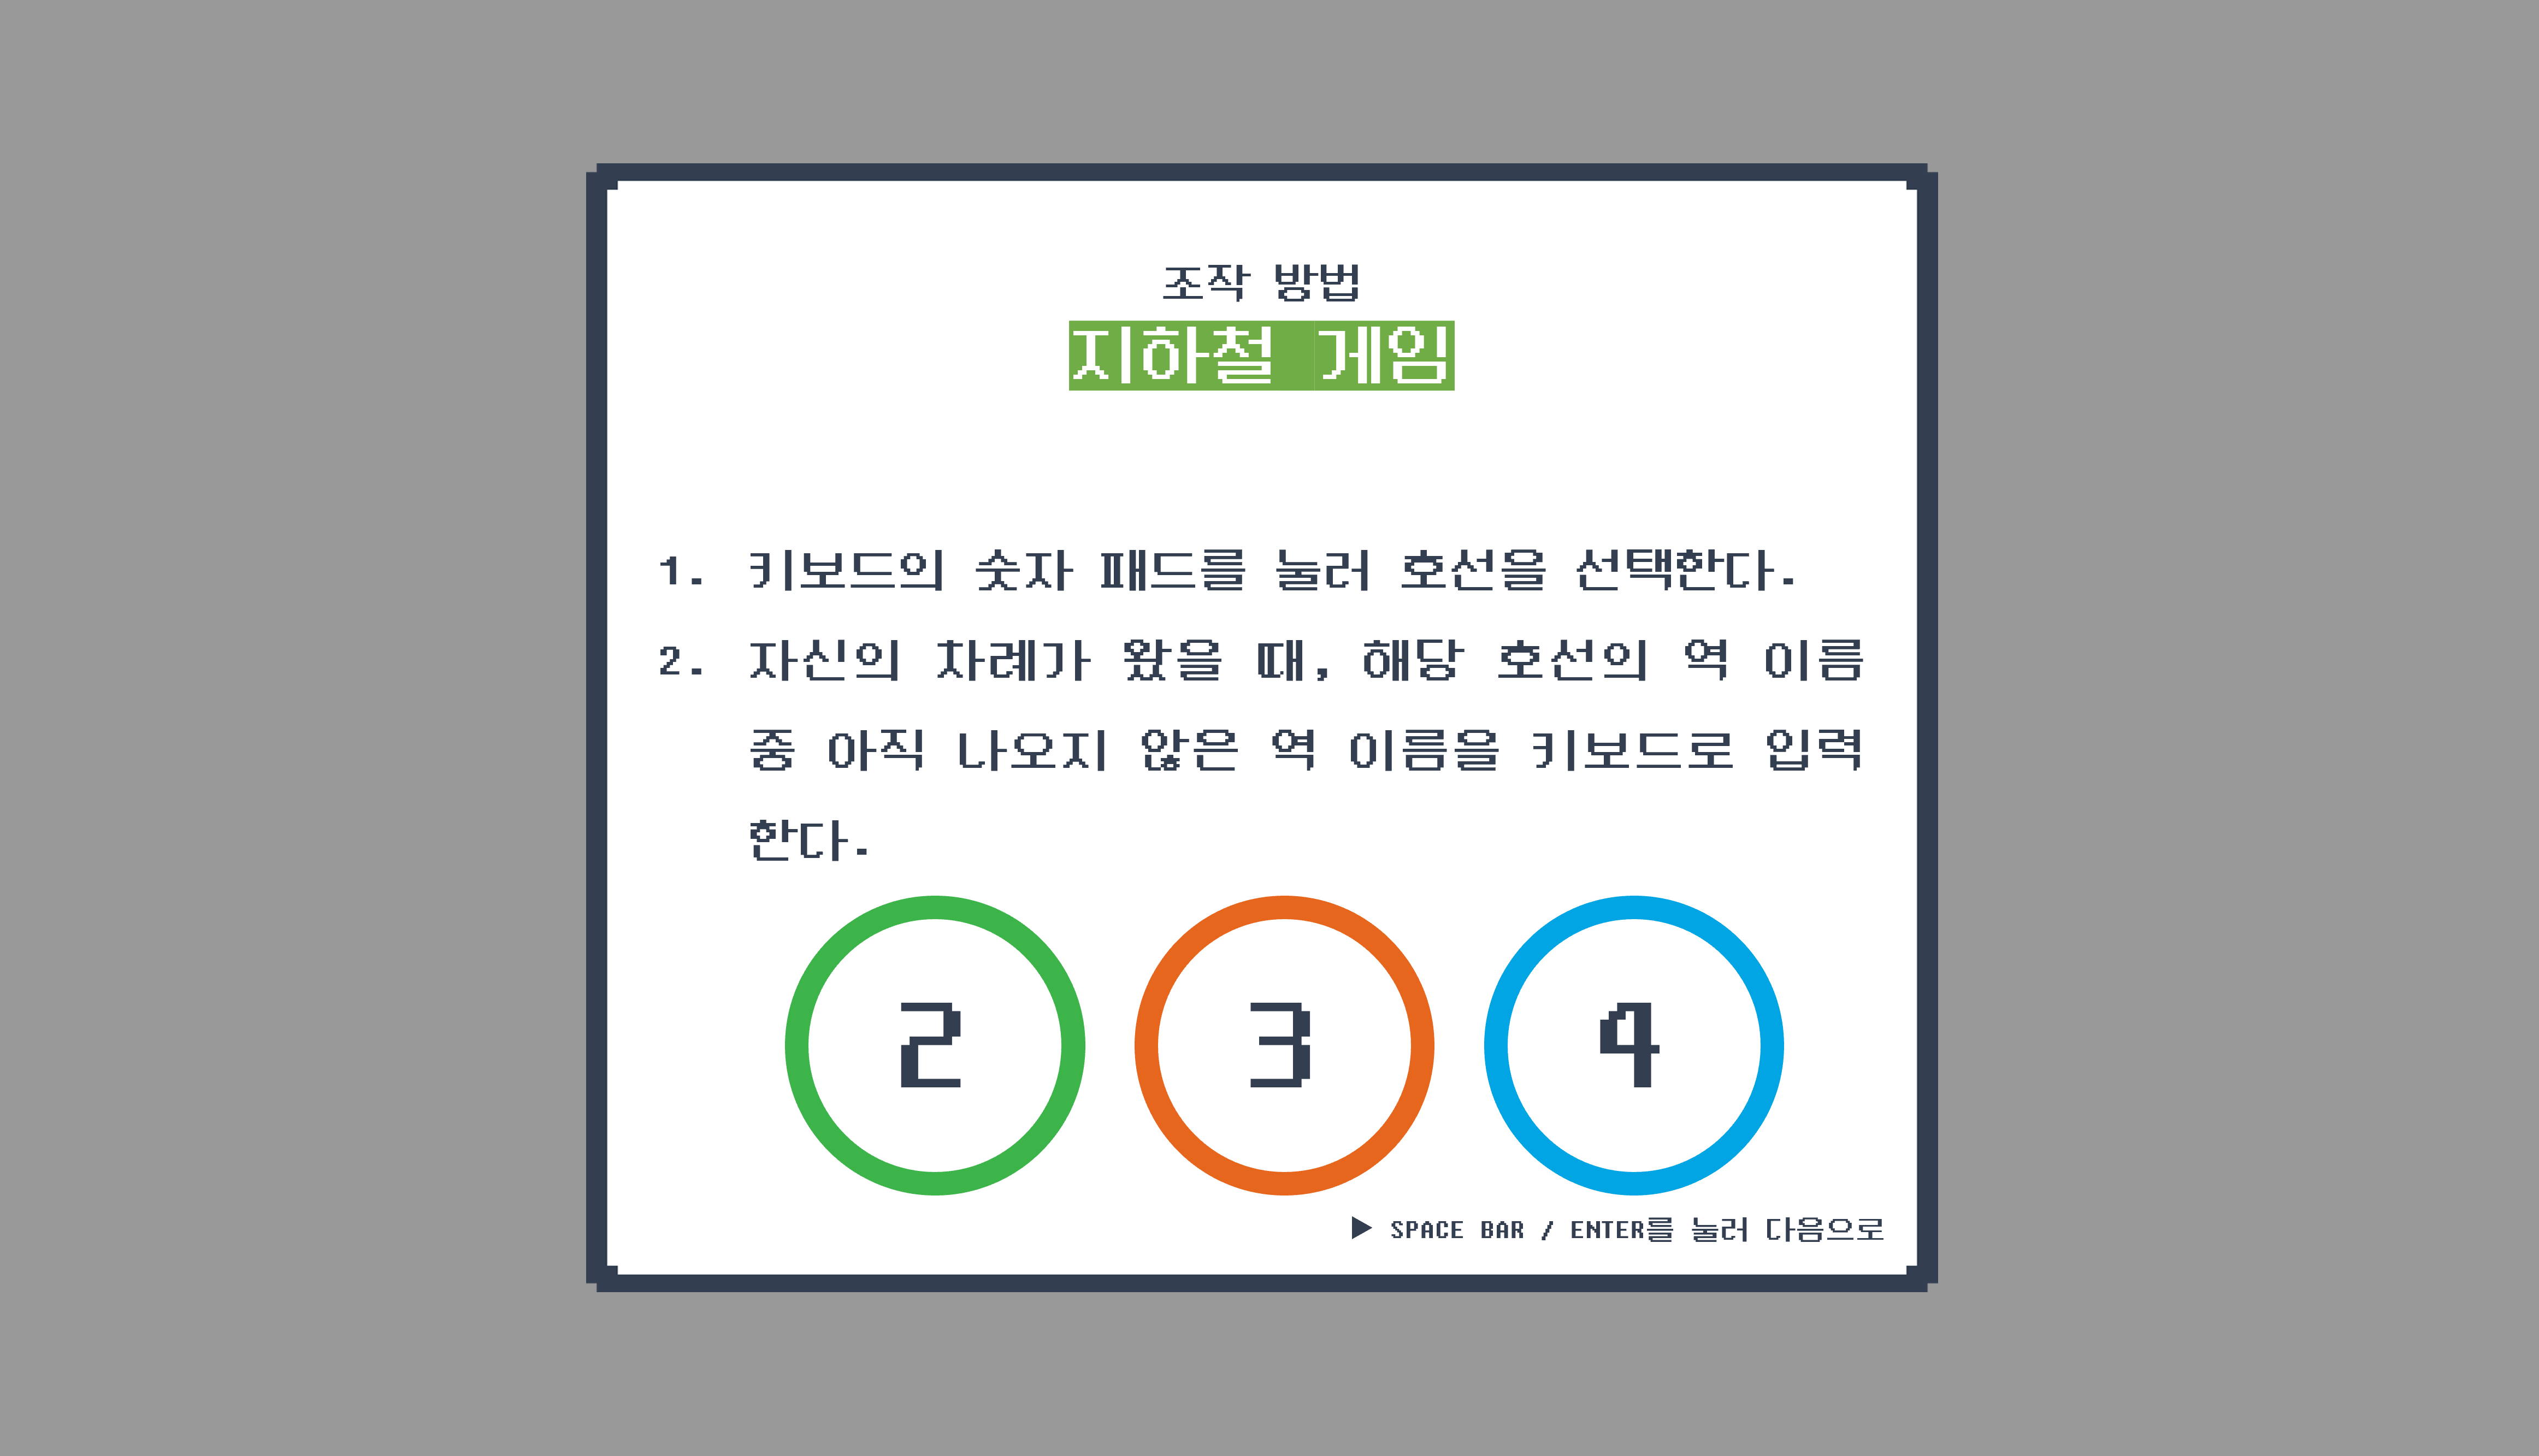 조작 방법
지하철 게임
1. 키보드의 숫자 패드를 눌러 호선을 선택한다.
2. 자신의 차례가 왔을 때, 해당 호선의 역 이름
중 아직 나오지 않은 역 이름을 키보드로 입력
한다.
2 3 4
▶ SPACE BAR / ENTER를 눌러 다음으로